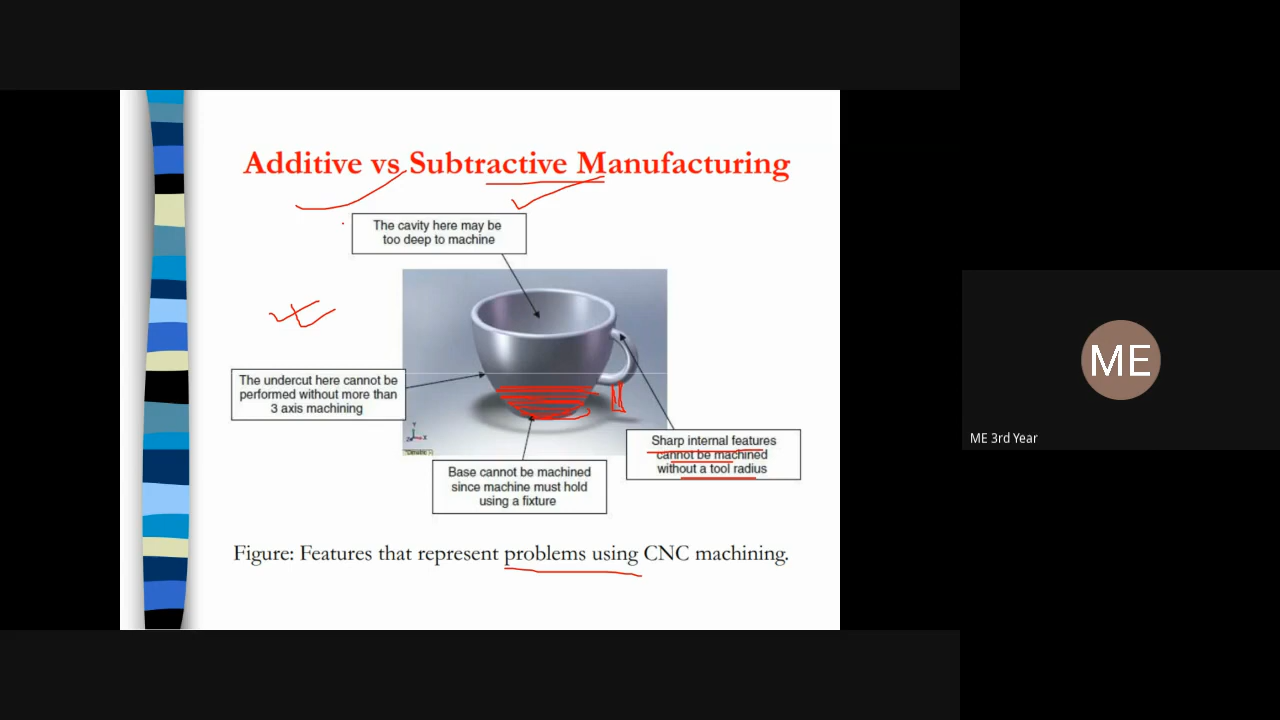 Additive vs Subtractive Manufacturing
The cavity here may be
too deep to machine
The undercut here cannot be
performed without more than
3 axis machining
Sharp internal features
cannot be machined
without a tool radius
Base cannot be machined
since machine must hold
using a fixture
Figure: Features that represent problems using CNC machining.
ME
ME 3rd Year